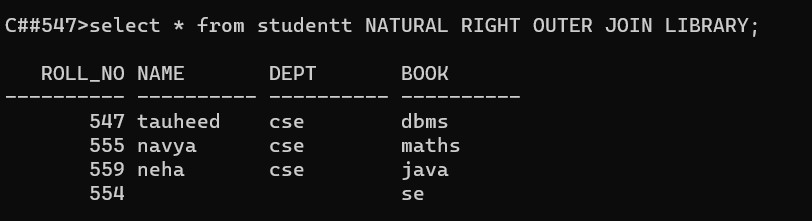 C##547>select * from studentt NATURAL RIGHT OUTER JOIN LIBRARY;
ROLL_NO NAME DEPT BOOK
---------- ---------- ---------- ----------
547 tauheed cse dbms
555 navya cse maths
559 neha cse java
554 se